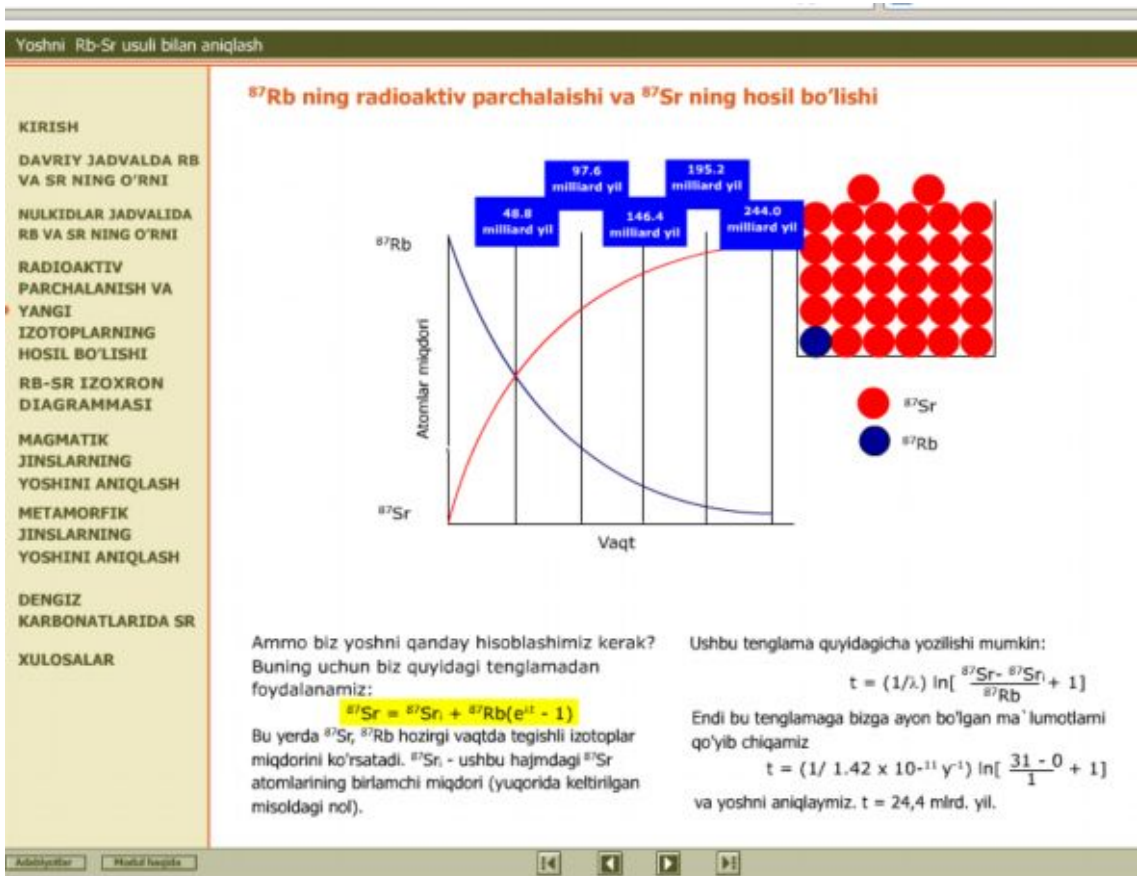 Yoshni Rb-Sr usuli bilan aniqlash
KIRISH
DAVRIY JADVALDA RB
VA SR NING O'RNI
NULKIDLAR JADVALIDA
RB VA SR NING O'RNI
RADIOAKTIV
PARCHALANISH VA
YANGI
IZOTOPLARNING
HOSIL BO'LISHI
RB-SR IZOXRON
DIAGRAMMASI
MAGMATIK
JINSLARNING
YOSHINI ANIQLASH
METAMORFIK
JINSLARNING
YOSHINI ANIQLASH
DENGIZ
KARBONATLARIDA SR
XULOSALAR
⁸⁷Rb ning radioaktiv parchalaishi va ⁸⁷Sr ning hosil bo'lishi
97.6
milliard yil
195.2
milliard yil
48.8
milliard yil
146.4
milliard yil
244.0
milliard yil
⁸⁷Rb
Atomlar miqdori
⁸⁷Sr
Vaqt
⁸⁷Sr
⁸⁷Rb
Ammo biz yoshni qanday hisoblashimiz kerak?
Buning uchun biz quyidagi tenglamadan
foydalanamiz:
⁸⁷Sr = ⁸⁷Srᵢ + ⁸⁷Rb(e^λt - 1)
Bu yerda ⁸⁷Sr, ⁸⁷Rb hozirgi vaqtda tegishli izotoplar
miqdorini ko'rsatadi. ⁸⁷Srᵢ - ushbu hajmdagi ⁸⁷Sr
atomlarining birlamchi miqdori (yuqorida keltirilgan
misoldagi nol).
Ushbu tenglama quyidagicha yozilishi mumkin:
t = (1/λ) ln[ (⁸⁷Sr- ⁸⁷Srᵢ)/⁸⁷Rb + 1]
Endi bu tenglamaga bizga ayon bo'lgan ma`lumotlarni
qo'yib chiqamiz
t = (1/ 1.42 x 10-¹¹ y⁻¹) ln[ (31 - 0)/1 + 1]
va yoshni aniqlaymiz. t = 24,4 mlrd. yil.
Adabiyotlar
Modul haqida